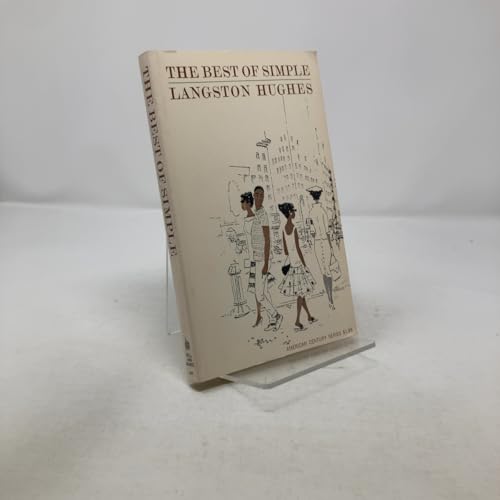 THE BEST OF SIMPLE
LANGSTON HUGHES
THE BEST OF SIMPLE
AMERICAN CENTURY SERIES